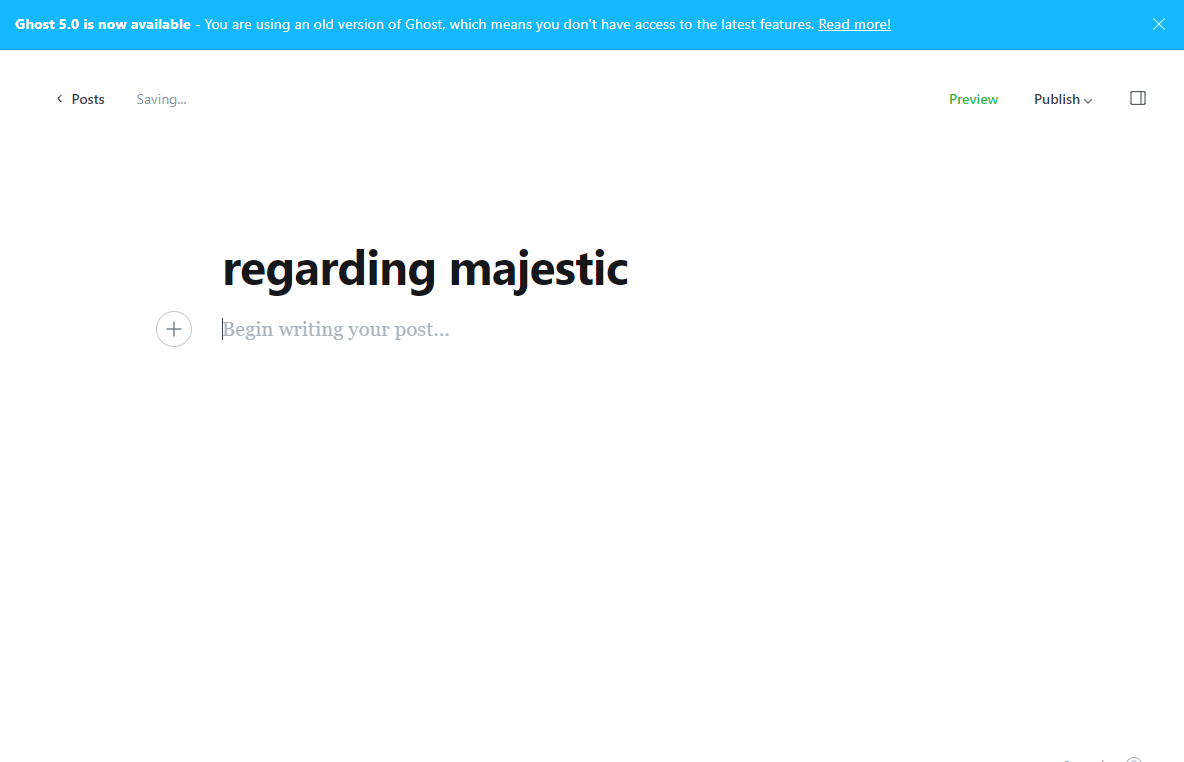 Ghost 5.0 is now available - You are using an old version of Ghost, which means you don't have access to the latest features. Read more!
Posts Saving... Preview Publish
regarding majestic
Begin writing your post...